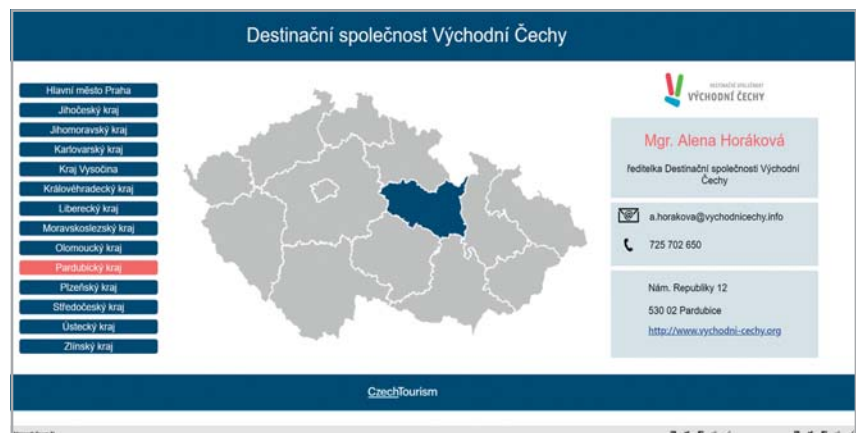 Destinační společnost Východní Čechy
Hlavní město Praha
Jihočeský kraj
Jihomoravský kraj
Karlovarský kraj
Kraj Vysočina
Královéhradecký kraj
Liberecký kraj
Moravskoslezský kraj
Olomoucký kraj
Pardubický kraj
Plzeňský kraj
Středočeský kraj
Ústecký kraj
Zlínský kraj
DESTINAČNÍ SPOLEČNOST
VÝCHODNÍ ČECHY
Mgr. Alena Horáková
ředitelka Destinační společnosti Východní
Čechy
a.horakova@vychodnicechy.info
725 702 650
Nám. Republiky 12
530 02 Pardubice
http://www.vychodni-cechy.org
CzechTourism